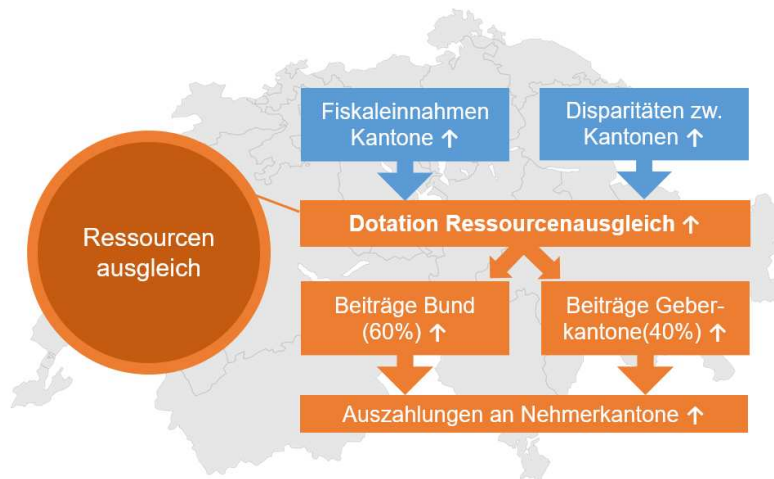 Fiskaleinnahmen
Kantone ↑
Disparitäten zw.
Kantonen ↑
Ressourcen
ausgleich
Dotation Ressourcenausgleich ↑
Beiträge Bund
(60%) ↑
Beiträge Geber-
kantone(40%) ↑
Auszahlungen an Nehmerkantone ↑